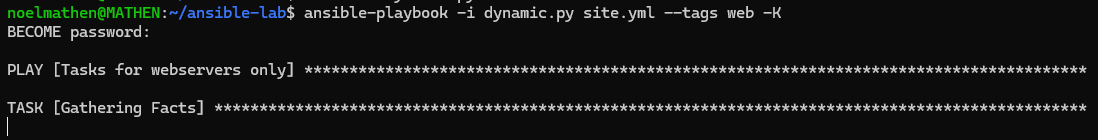 noelmathen@MATHEN:~/ansible-lab$ ansible-playbook -i dynamic.py site.yml --tags web -K
BECOME password:
PLAY [Tasks for webservers only] ***************************************************************************************
TASK [Gathering Facts] *************************************************************************************************